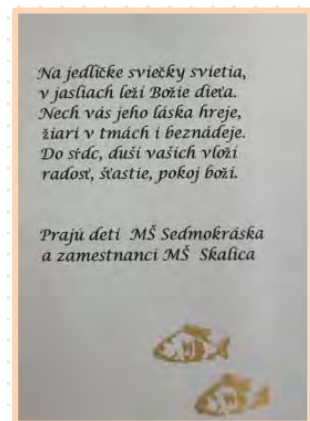 Na jedličke sviečky svietia,
v jasliach leží Božie dieťa.
Nech vás jeho láska hreje,
žiari v tmách i beznádeje.
Do sŕdc, duší vašich vloží
radosť, šťastie, pokoj boží.
Prajú deti MŠ Sedmokráska
a zamestnanci MŠ Skalica